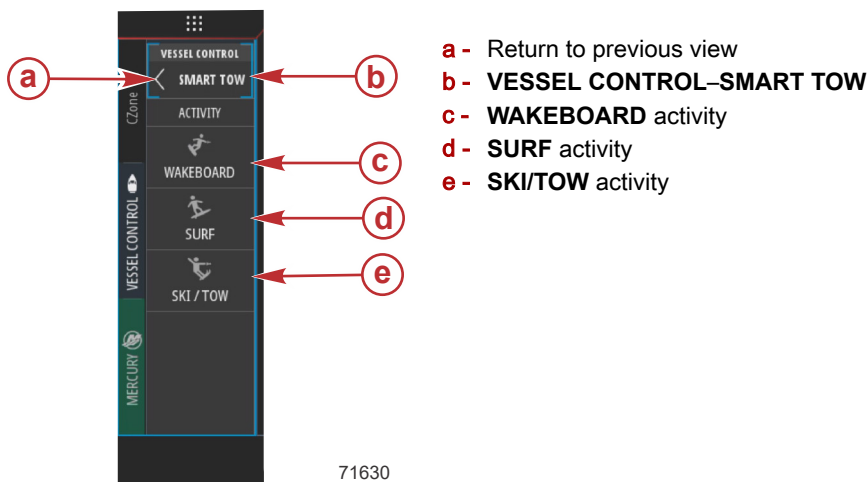 VESSEL CONTROL
SMART TOW
ACTIVITY
WAKEBOARD
SURF
SKI / TOW
CZone
VESSEL CONTROL
MERCURY
a
b
c
d
e
a - Return to previous view
b - VESSEL CONTROL–SMART TOW
c - WAKEBOARD activity
d - SURF activity
e - SKI/TOW activity
71630